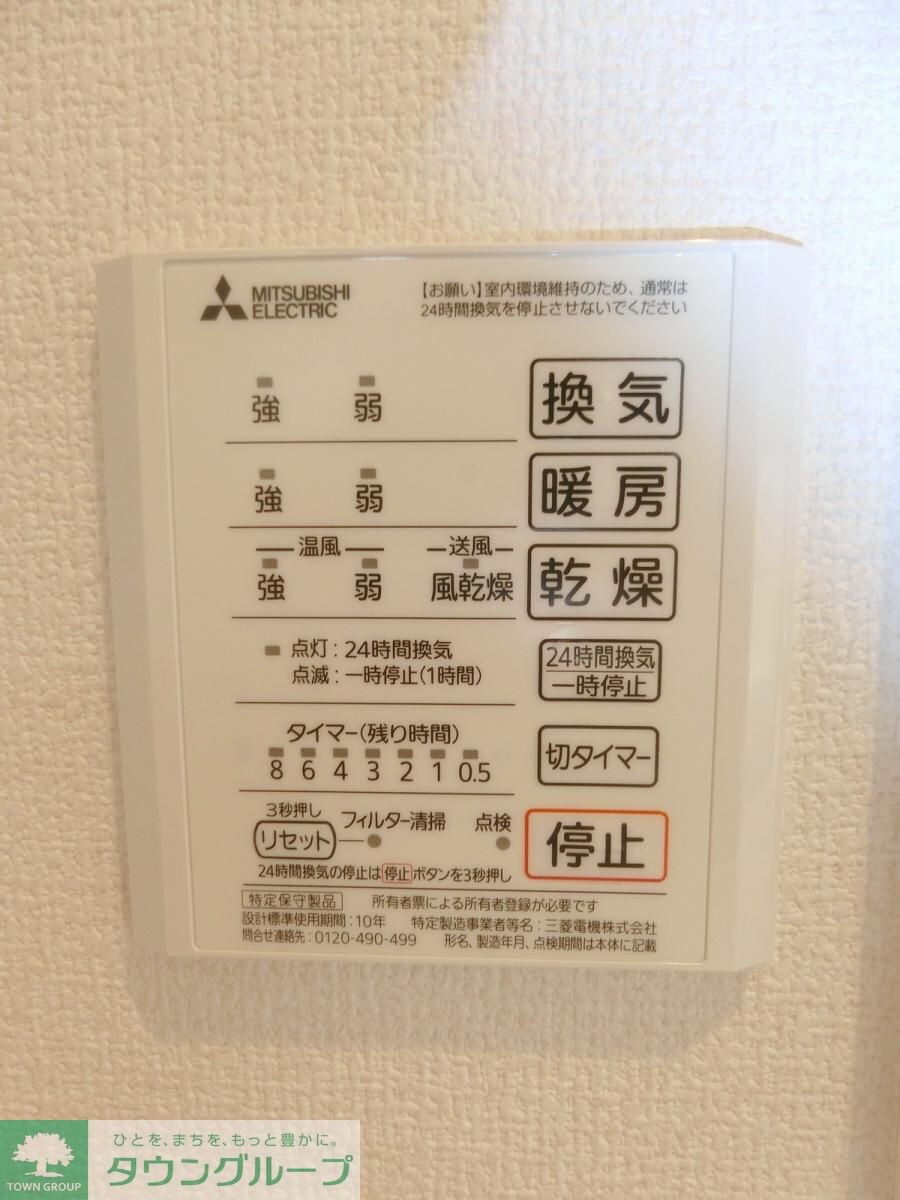 MITSUBISHI
ELECTRIC
【お願い】室内環境維持のため、通常は
24時間換気を停止させないでください
強 弱 換気
強 弱 暖房
温風 送風
強 弱 風乾燥 乾燥
点灯：24時間換気
点滅：一時停止(1時間)
24時間換気
一時停止
タイマー(残り時間)
8 6 4 3 2 1 0.5
切タイマー
3秒押し
リセット フィルター清掃 点検
停止
24時間換気の停止は停止ボタンを3秒押し
特定保守製品 所有者票による所有者登録が必要です
設計標準使用期間：10年 特定製造事業者等名：三菱電機株式会社
問合せ連絡先：0120-490-499 形名、製造年月、点検期間は本体に記載
TOWN GROUP
ひとを、まちを、もっと豊かに。
タウングループ